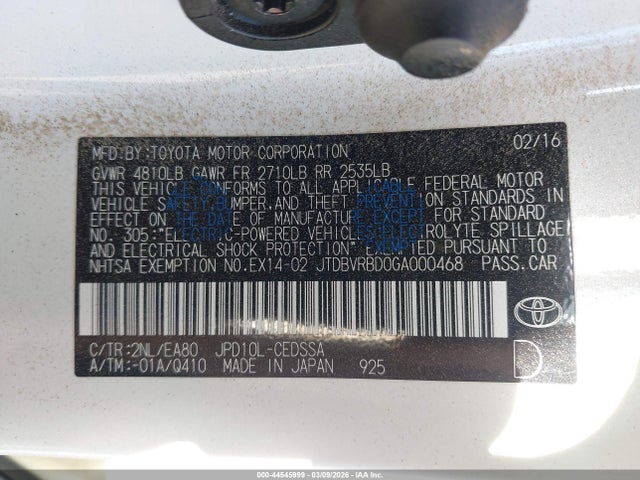 MFD.BY:TOYOTA MOTOR CORPORATION 02/16
GVWR 4810LB GAWR FR 2710LB RR 2535LB
THIS VEHICLE CONFORMS TO ALL APPLICABLE FEDERAL MOTOR
VEHICLE SAFETY,BUMPER,AND THEFT PREVENTION STANDARDS IN
EFFECT ON THE DATE OF MANUFACTURE EXCEPT FOR STANDARD
NO. 305:"ELECTRIC-POWERED VEHICLES:ELECTROLYTE SPILLAGE
AND ELECTRICAL SHOCK PROTECTION" EXEMPTED PURSUANT TO
NHTSA EXEMPTION NO.EX14-02 JTDBVRBD0GA000468 PASS.CAR
TOYOTA
C/TR:2NL/EA80 JPD10L-CEDSSA D
A/TM:-01A/Q410 MADE IN JAPAN 925
000-44545899 | 03/09/2026 - IAA Inc.